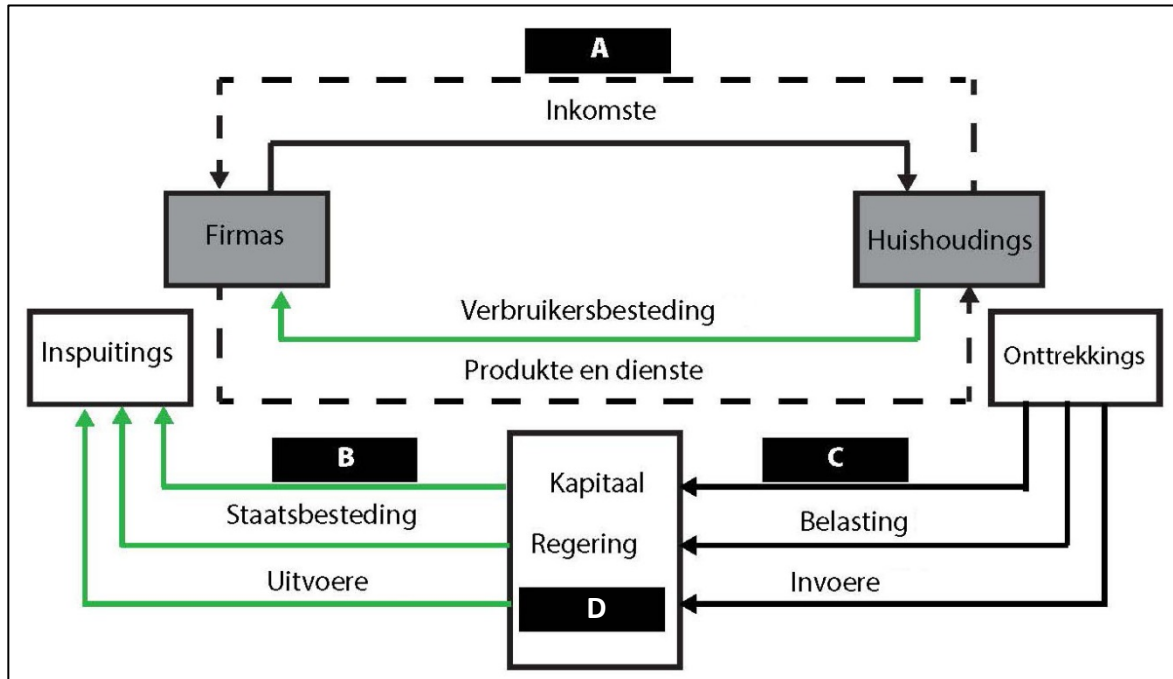 A
Inkomste
Firmas
Huishoudings
Verbruikersbesteding
Inspuitings
Onttrekkings
Produkte en dienste
B
C
Kapitaal
Staatsbesteding
Belasting
Regering
Uitvoere
Invoere
D